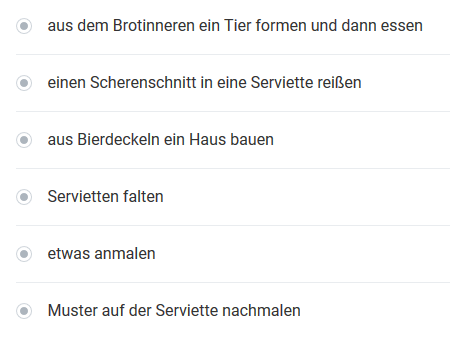 aus dem Brotinneren ein Tier formen und dann essen
einen Scherenschnitt in eine Serviette reißen
aus Bierdeckeln ein Haus bauen
Servietten falten
etwas anmalen
Muster auf der Serviette nachmalen